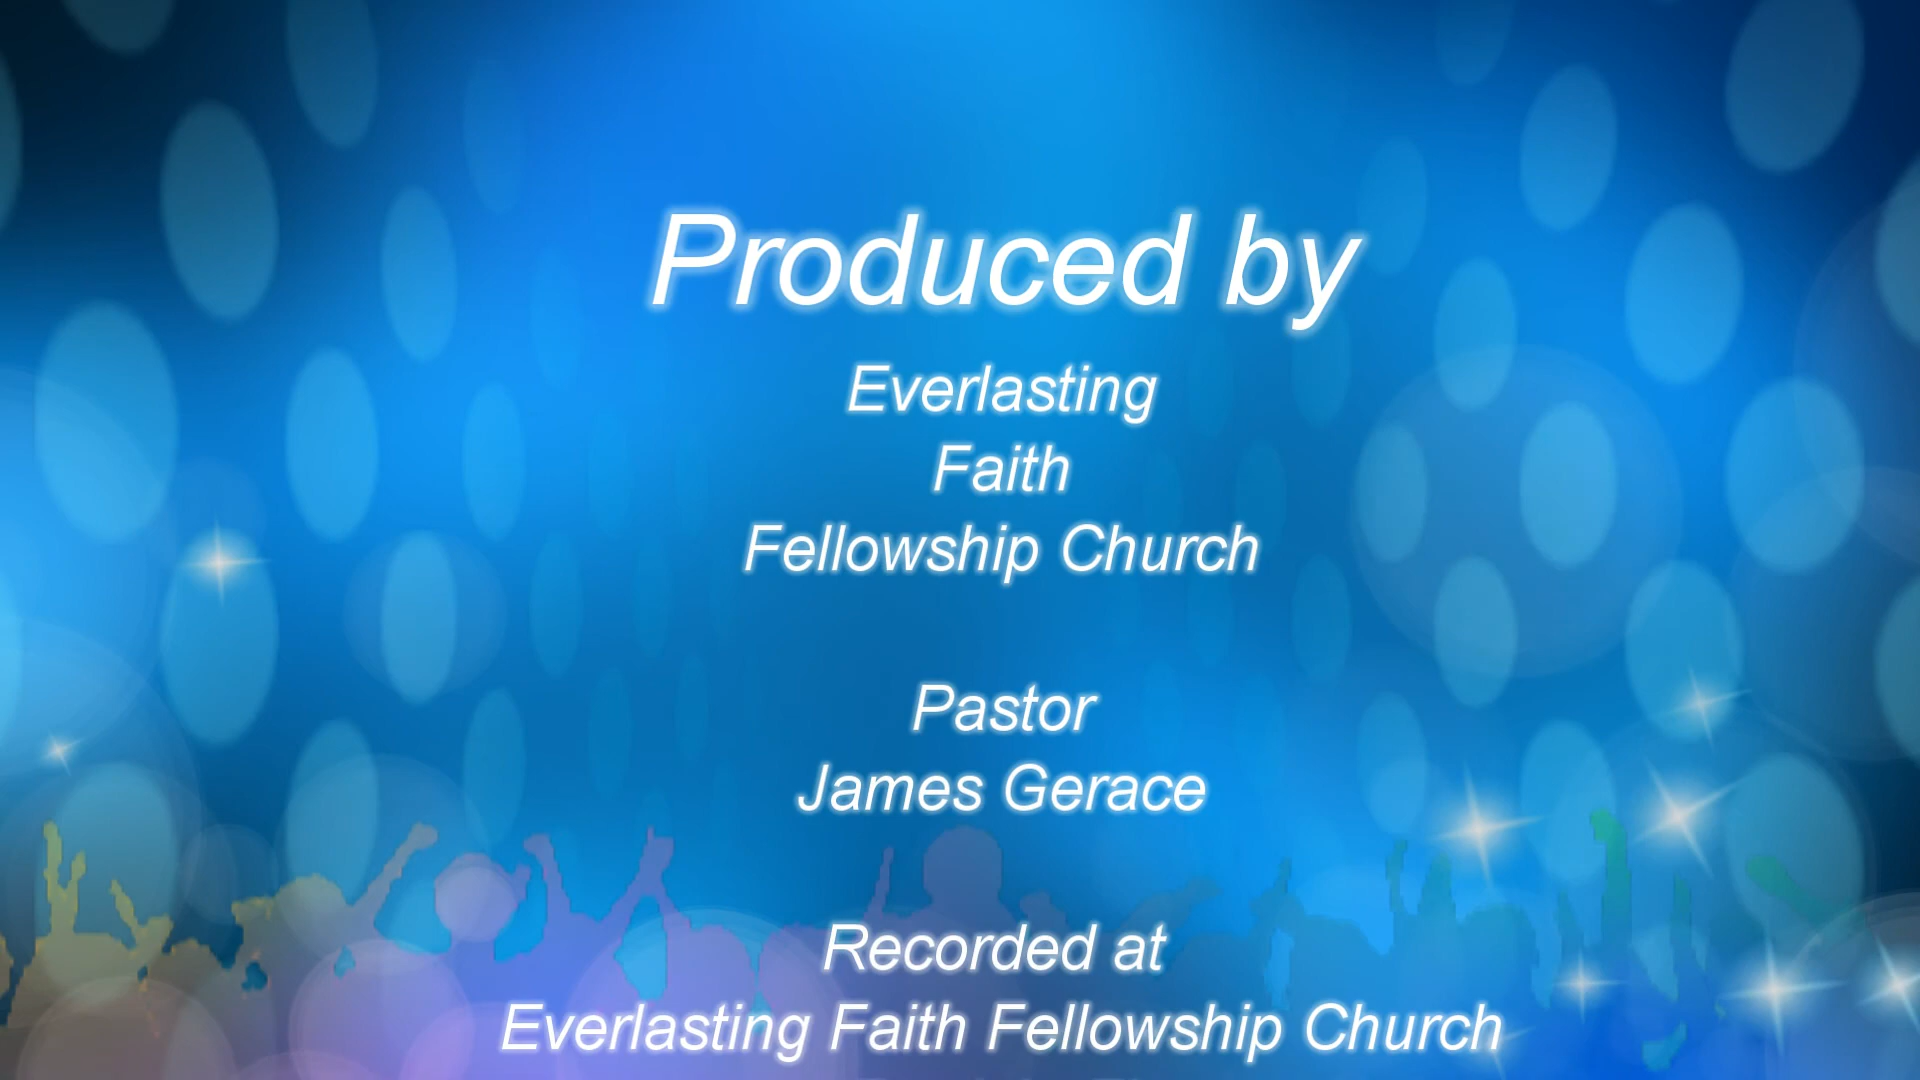 Produced by
Everlasting
Faith
Fellowship Church
Pastor
James Gerace
Recorded at
Everlasting Faith Fellowship Church